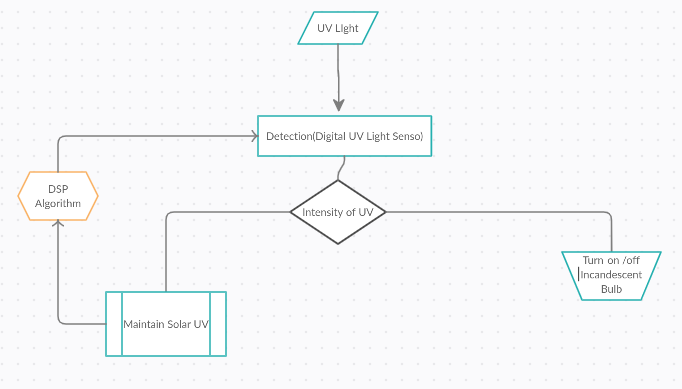 UV Light
Detection(Digital UV Light Senso)
DSP
Algorithm
Intensity of UV
Turn on /off
Incandescent
Bulb
Maintain Solar UV